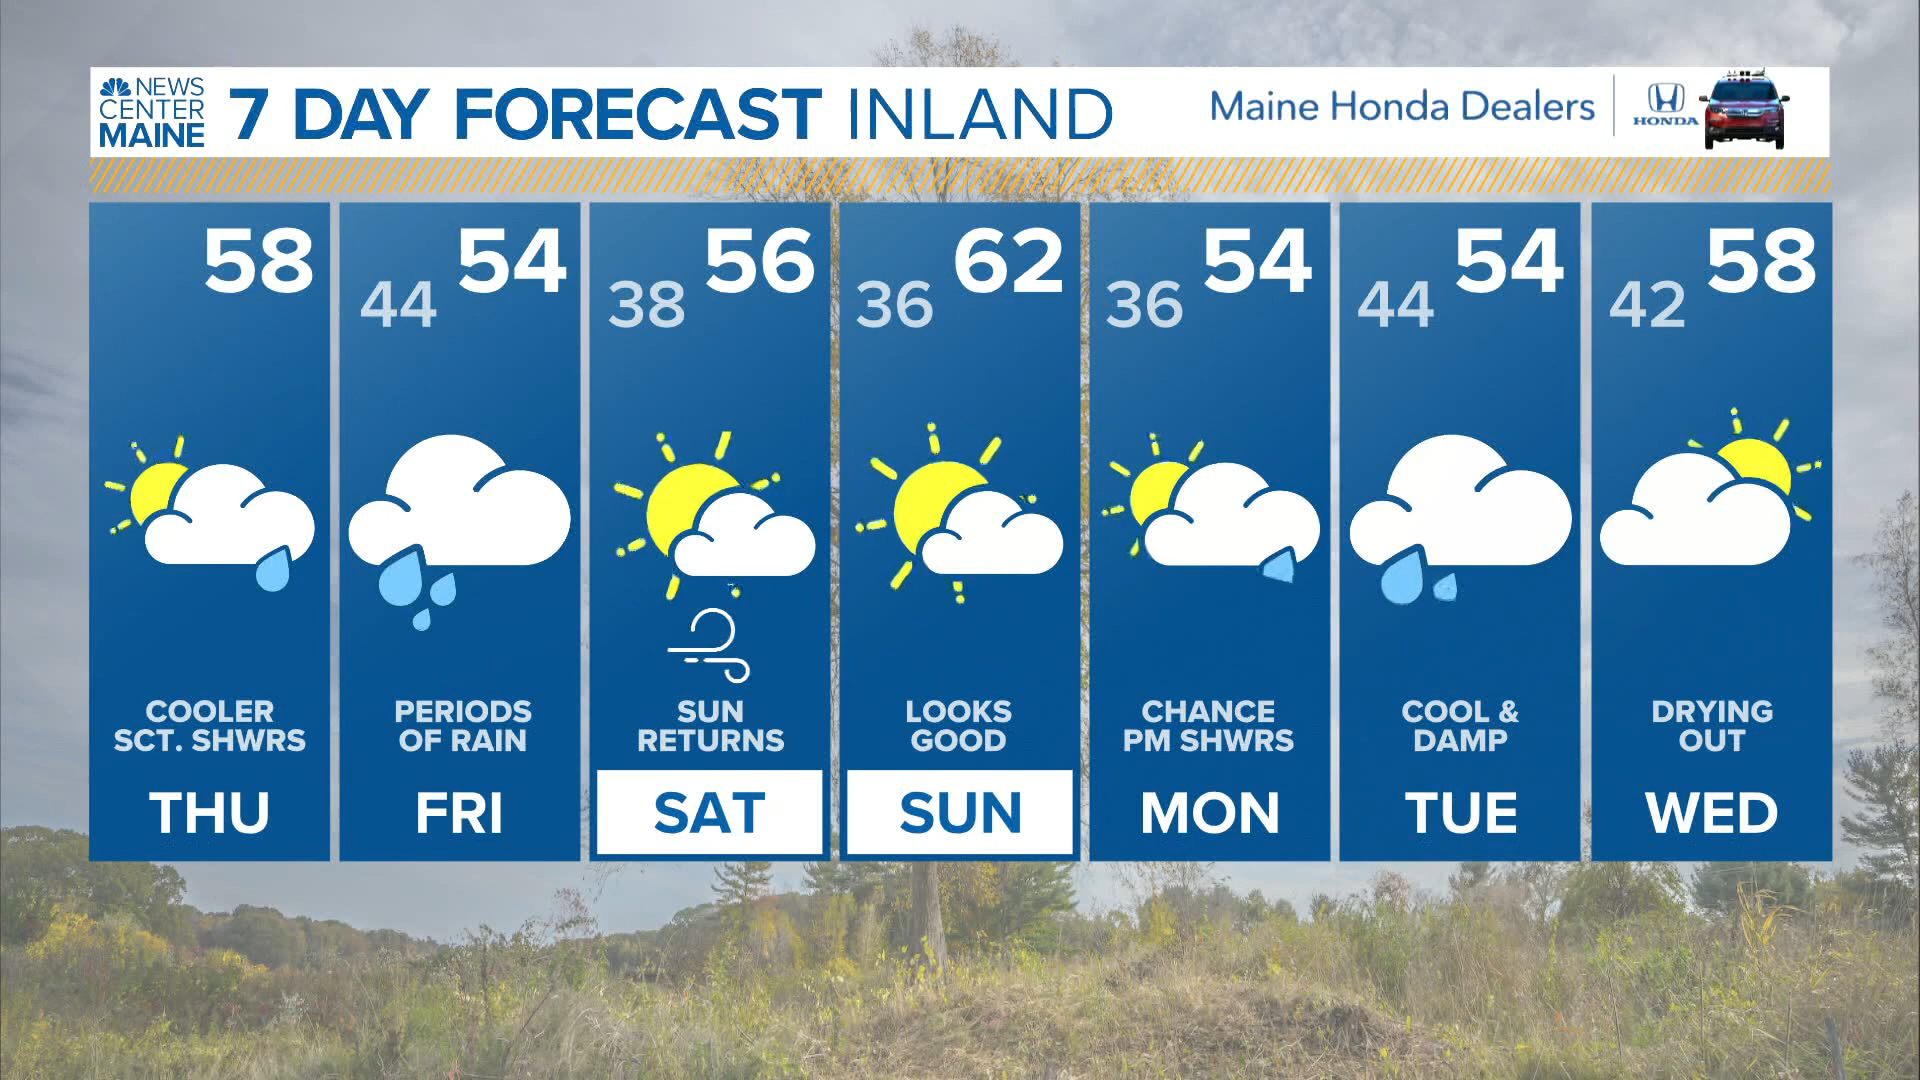 NEWS
CENTER
MAINE
7 DAY FORECAST INLAND
Maine Honda Dealers
HONDA
58
COOLER
SCT. SHWRS
THU
44 54
PERIODS
OF RAIN
FRI
38 56
SUN
RETURNS
SAT
36 62
LOOKS
GOOD
SUN
36 54
CHANCE
PM SHWRS
MON
44 54
COOL &
DAMP
TUE
42 58
DRYING
OUT
WED